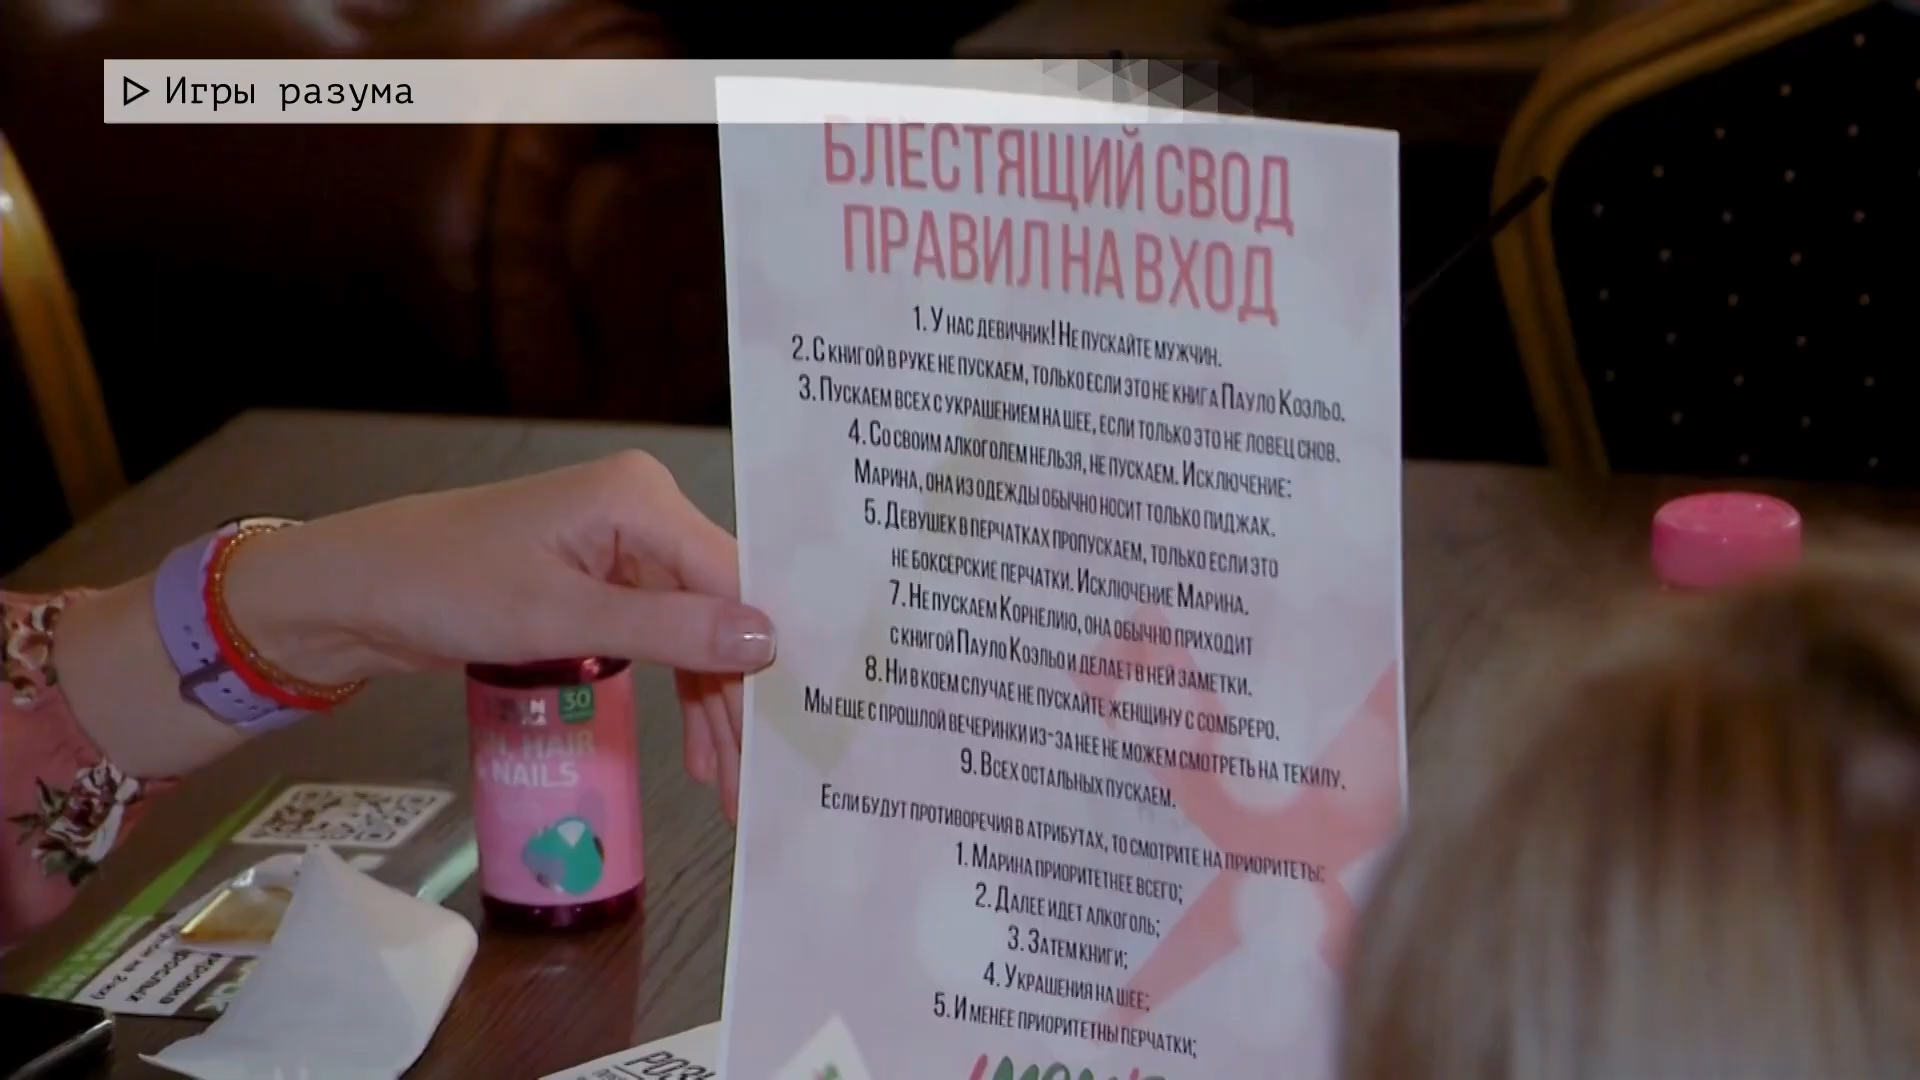 Игры разума
БЛЕСТЯЩИЙ СВОД
ПРАВИЛ НА ВХОД
1. У НАС ДЕВИЧНИК! НЕ ПУСКАЙТЕ МУЖЧИН.
2. С КНИГОЙ В РУКЕ НЕ ПУСКАЕМ, ТОЛЬКО ЕСЛИ ЭТО НЕ КНИГА ПАУЛО КОЭЛЬО.
3. ПУСКАЕМ ВСЕХ С УКРАШЕНИЕМ НА ШЕЕ, ЕСЛИ ТОЛЬКО ЭТО НЕ ЛОВЕЦ СНОВ.
4. СО СВОИМ АЛКОГОЛЕМ НЕЛЬЗЯ, НЕ ПУСКАЕМ. ИСКЛЮЧЕНИЕ:
МАРИНА, ОНА ИЗ ОДЕЖДЫ ОБЫЧНО НОСИТ ТОЛЬКО ПИДЖАК.
5. ДЕВУШЕК В ПЕРЧАТКАХ ПРОПУСКАЕМ, ТОЛЬКО ЕСЛИ ЭТО
НЕ БОКСЕРСКИЕ ПЕРЧАТКИ. ИСКЛЮЧЕНИЕ МАРИНА.
7. НЕ ПУСКАЕМ КОРНЕЛИЮ, ОНА ОБЫЧНО ПРИХОДИТ
С КНИГОЙ ПАУЛО КОЭЛЬО И ДЕЛАЕТ В НЕЙ ЗАМЕТКИ.
8. НИ В КОЕМ СЛУЧАЕ НЕ ПУСКАЙТЕ ЖЕНЩИНУ С СОМБРЕРО.
МЫ ЕЩЕ С ПРОШЛОЙ ВЕЧЕРИНКИ ИЗ-ЗА НЕЕ НЕ МОЖЕМ СМОТРЕТЬ НА ТЕКИЛУ.
9. ВСЕХ ОСТАЛЬНЫХ ПУСКАЕМ.
ЕСЛИ БУДУТ ПРОТИВОРЕЧИЯ В АТРИБУТАХ, ТО СМОТРИТЕ НА ПРИОРИТЕТЫ:
1. МАРИНА ПРИОРИТЕТНЕЕ ВСЕГО;
2. ДАЛЕЕ ИДЕТ АЛКОГОЛЬ;
3. ЗАТЕМ КНИГИ;
4. УКРАШЕНИЯ НА ШЕЕ;
5. И МЕНЕЕ ПРИОРИТЕТНЫ ПЕРЧАТКИ;
30
HAIR
NAILS